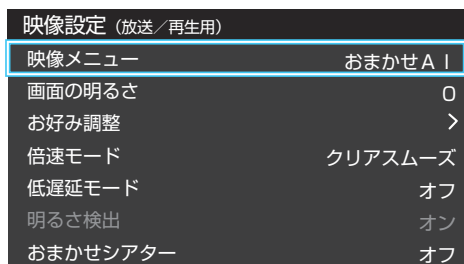 映像設定（放送／再生用）
映像メニュー おまかせＡＩ
画面の明るさ 0
お好み調整 >
倍速モード クリアスムーズ
低遅延モード オフ
明るさ検出 オン
おまかせシアター オフ